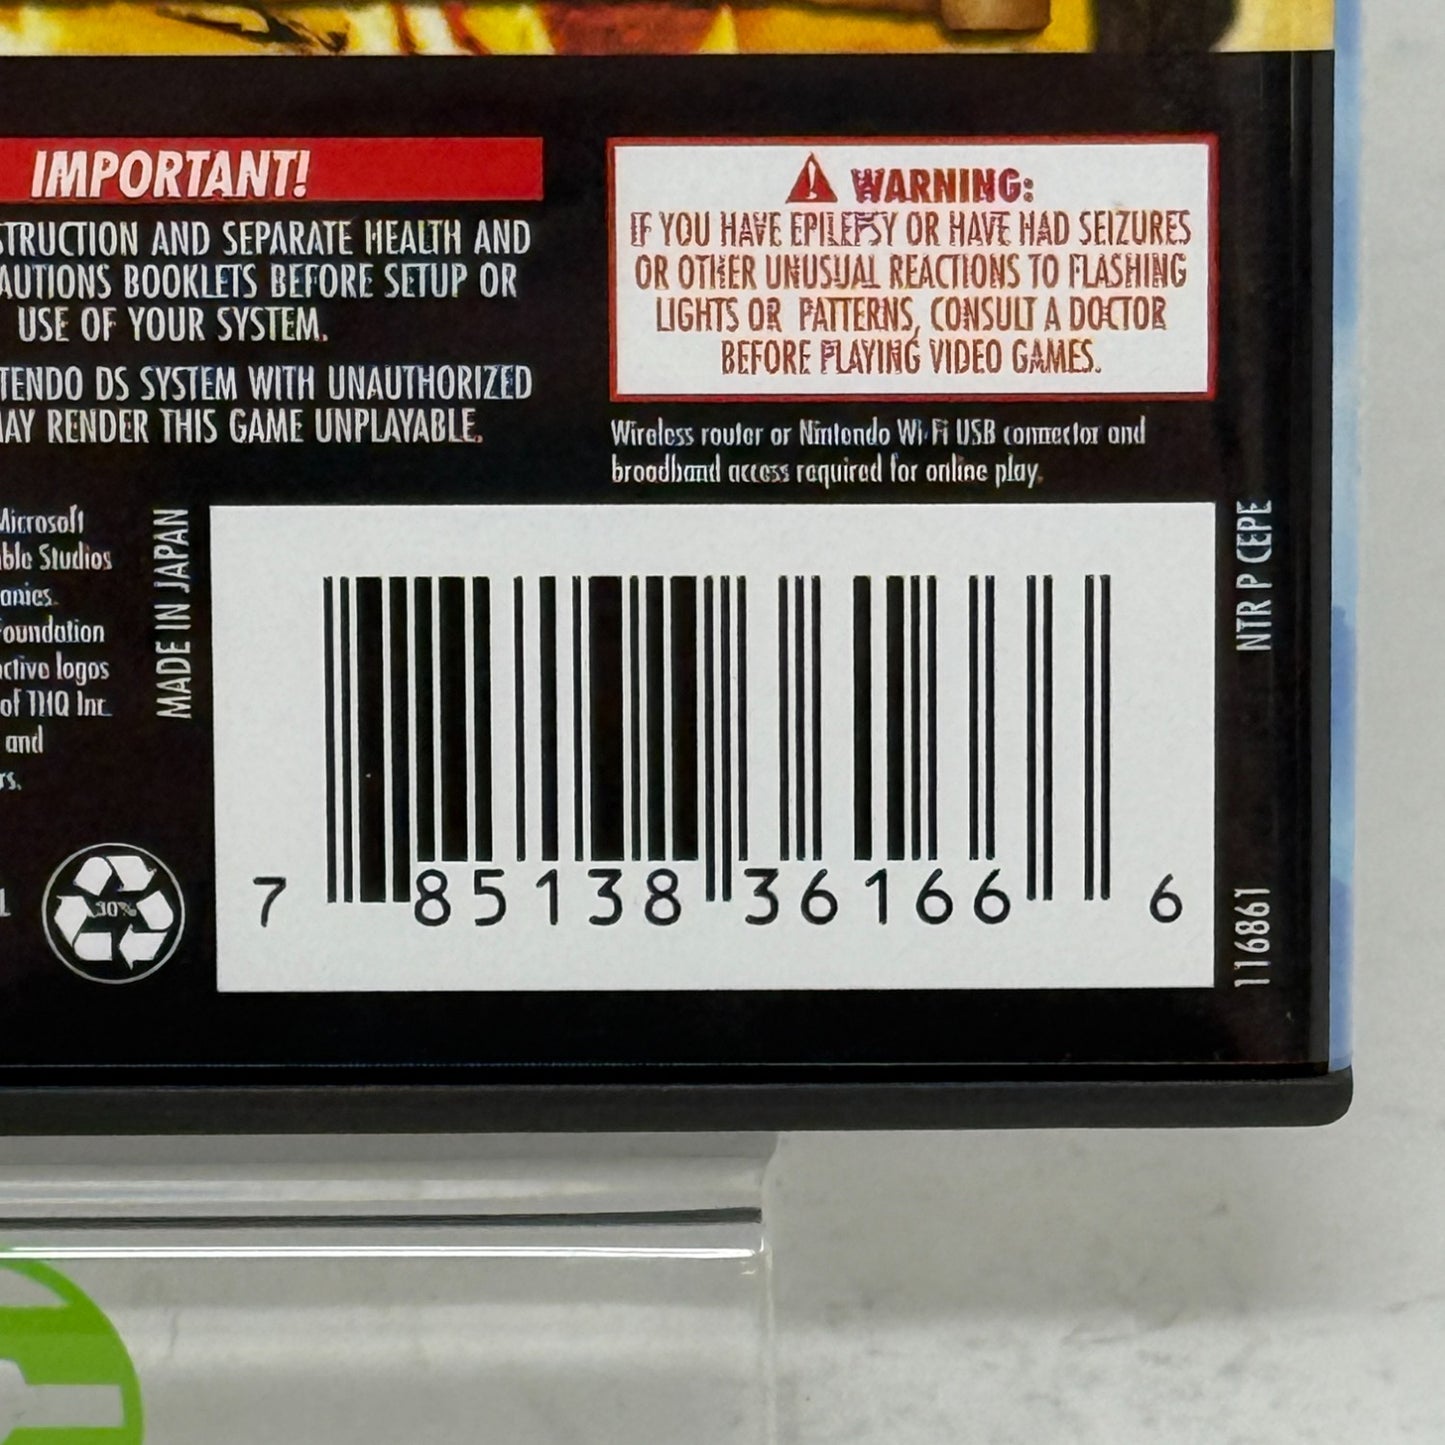 IMPORTANT!
STRUCTION AND SEPARATE HEALTH AND
AUTIONS BOOKLETS BEFORE SETUP OR
USE OF YOUR SYSTEM.
TENDO DS SYSTEM WITH UNAUTHORIZED
MAY RENDER THIS GAME UNPLAYABLE.
WARNING:
IF YOU HAVE EPILEPSY OR HAVE HAD SEIZURES
OR OTHER UNUSUAL REACTIONS TO FLASHING
LIGHTS OR PATTERNS, CONSULT A DOCTOR
BEFORE PLAYING VIDEO GAMES.
Wireless router or Nintendo Wi-Fi USB connector and
broadband access required for online play.
Microsoft
ble Studios
anies.
Foundation
active logos
of THQ Inc.
and
rs.
MADE IN JAPAN
30%
7 85138 36166 6
NTR P CEPE
116861